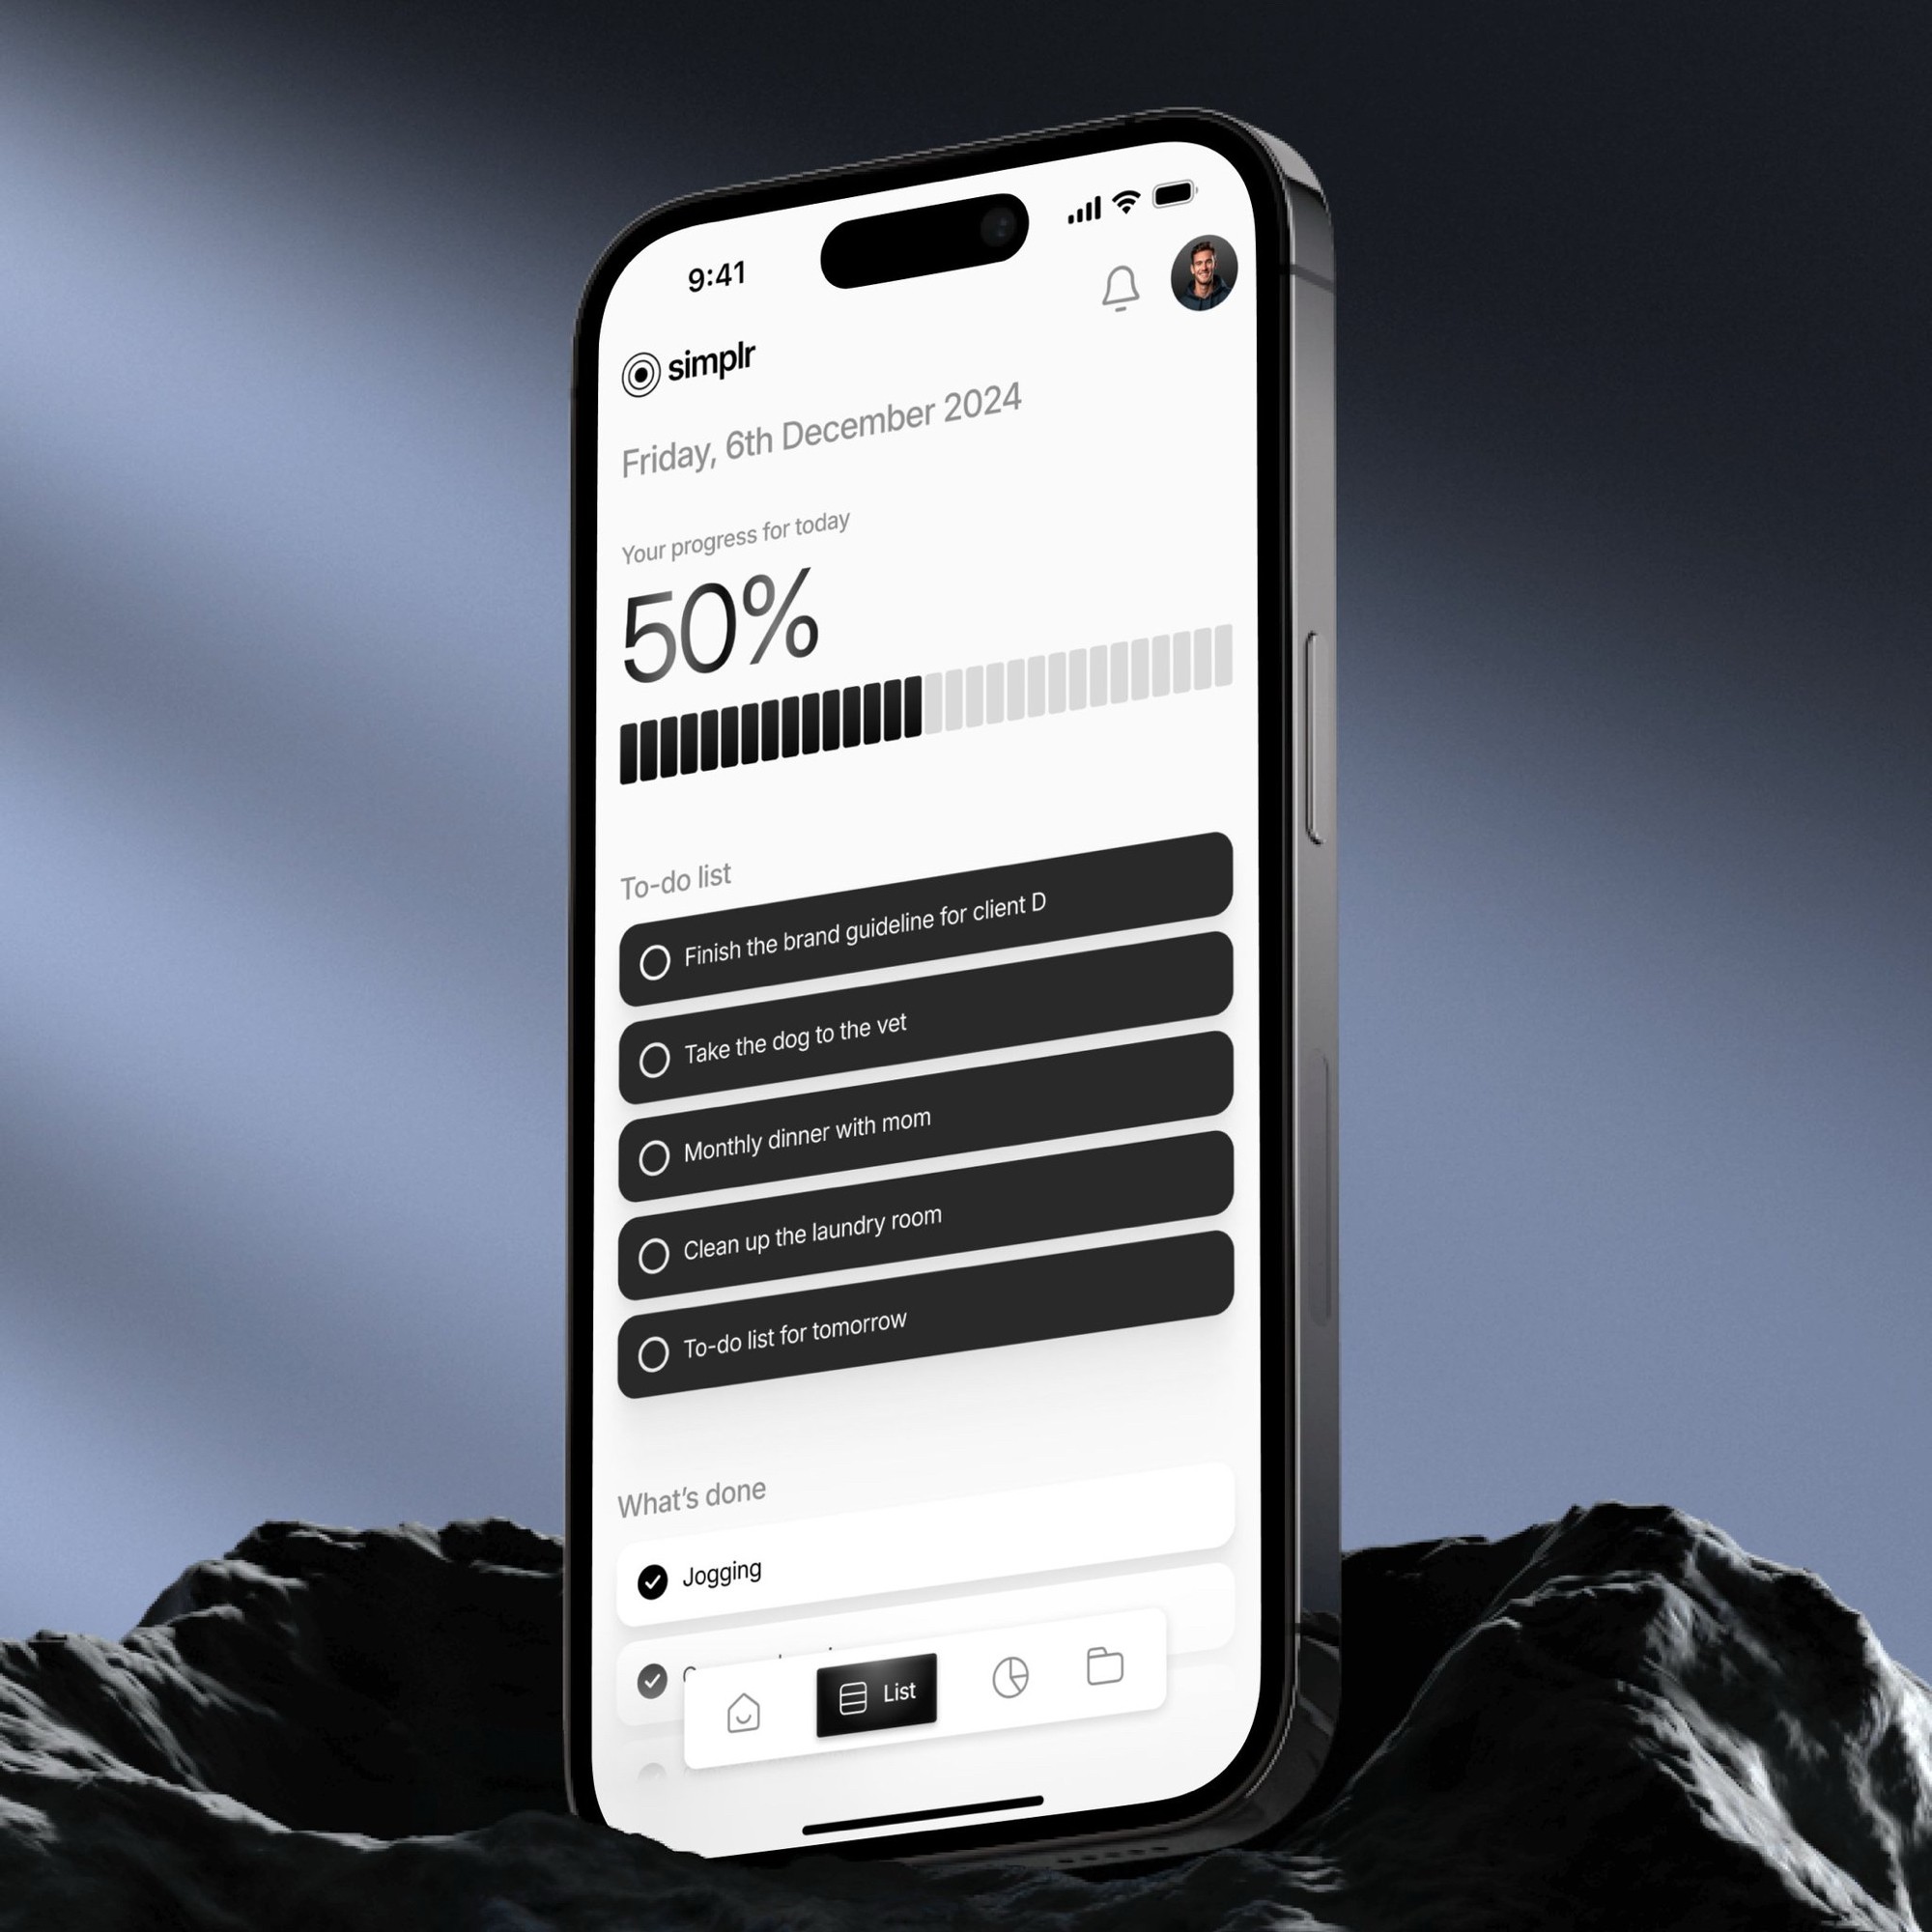 9:41
simplr
Friday, 6th December 2024
Your progress for today
50%
To-do list
Finish the brand guideline for client D
Take the dog to the vet
Monthly dinner with mom
Clean up the laundry room
To-do list for tomorrow
What's done
Jogging
List